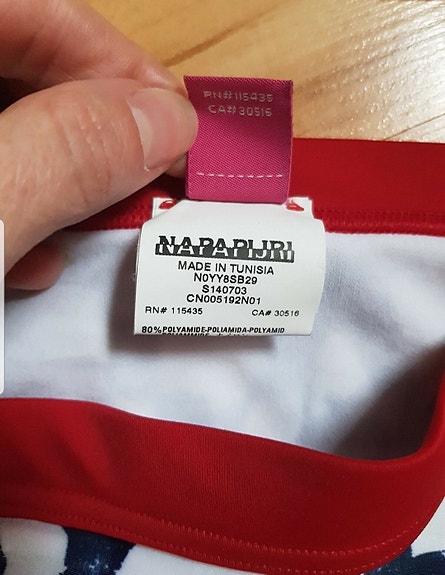 RN# 115435
CA# 30516
NAPAPIJRI
MADE IN TUNISIA
N0YY8SB29
S140703
CN005192N01
RN# 115435 CA# 30516
80% POLYAMIDE-POLIAMIDA-POLYAMID